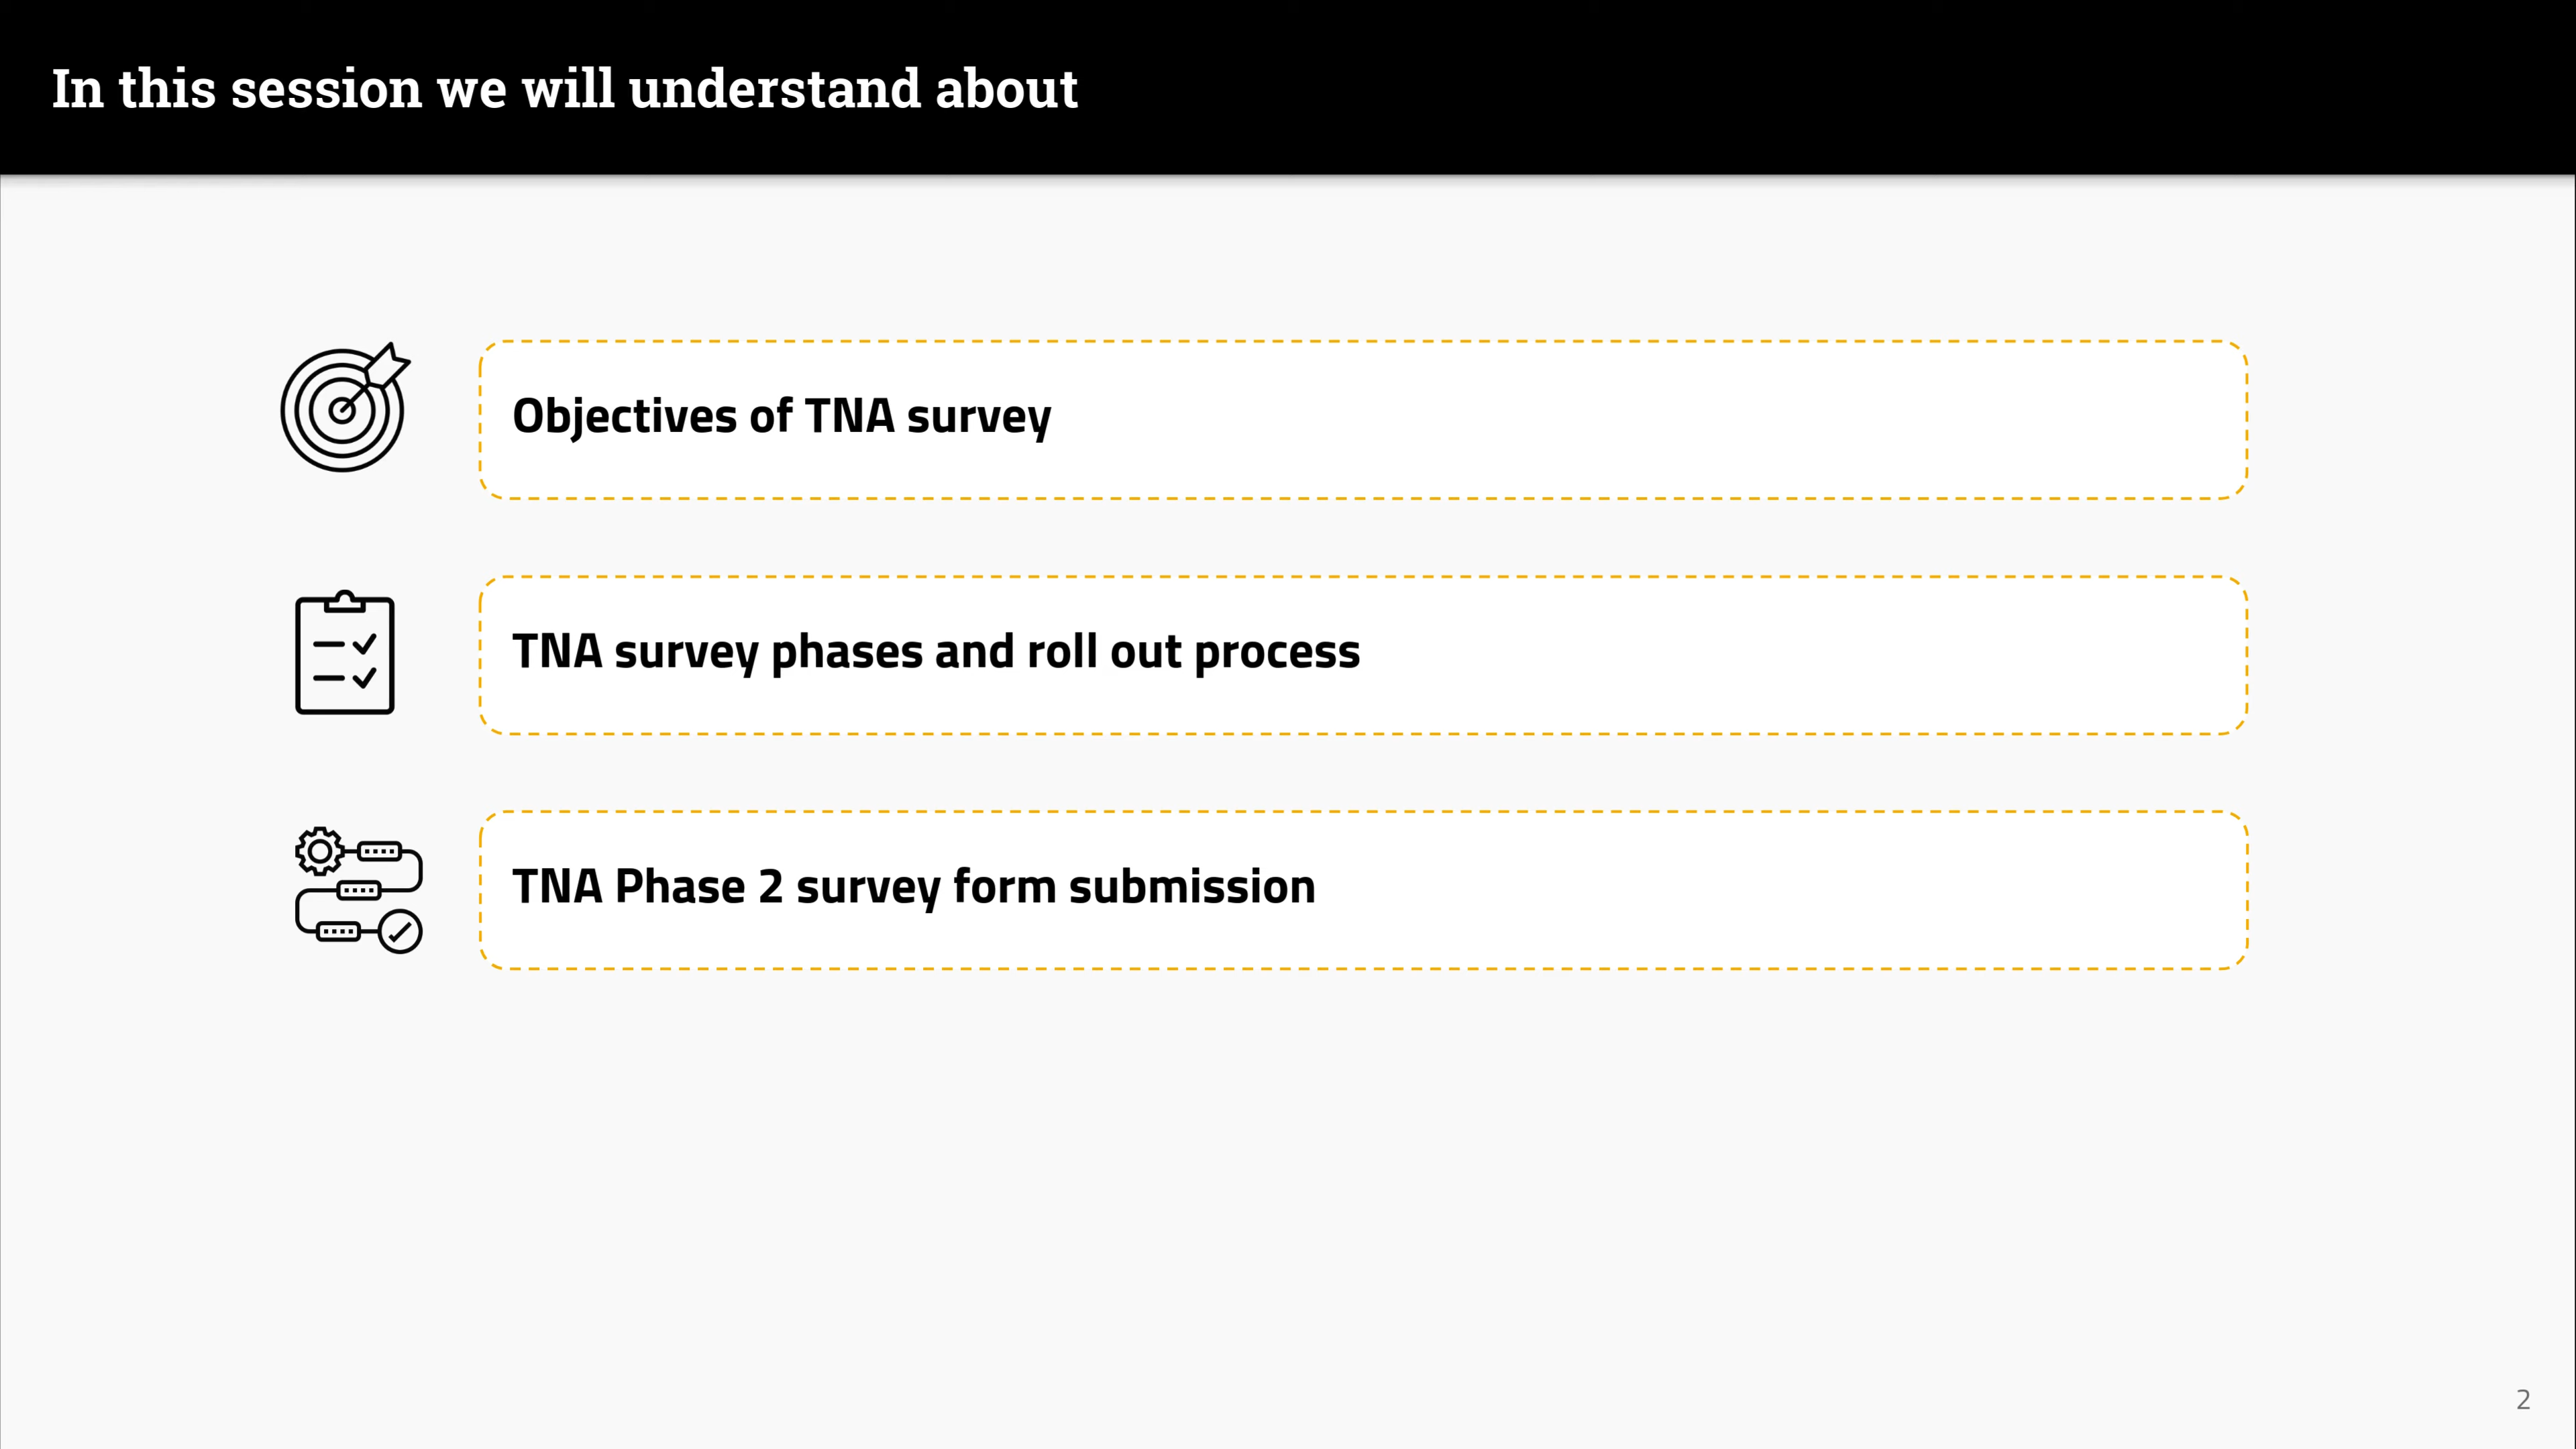 In this session we will understand about
Objectives of TNA survey
TNA survey phases and roll out process
TNA Phase 2 survey form submission
2